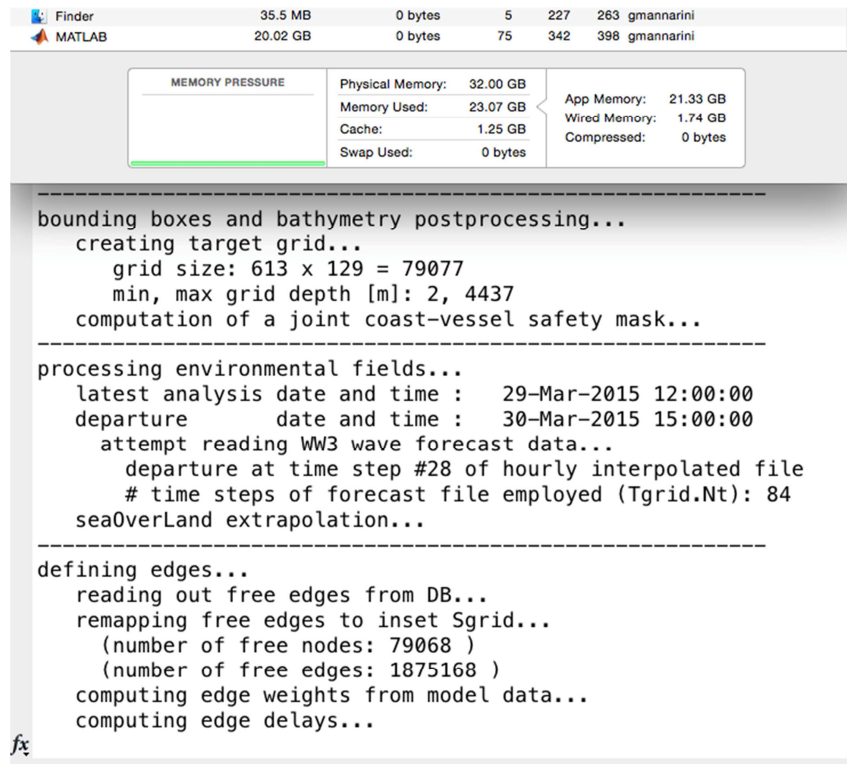 Finder 35.5 MB 0 bytes 5 227 263 gmannarini
MATLAB 20.02 GB 0 bytes 75 342 398 gmannarini
MEMORY PRESSURE
Physical Memory: 32.00 GB
Memory Used: 23.07 GB
Cache: 1.25 GB
Swap Used: 0 bytes
App Memory: 21.33 GB
Wired Memory: 1.74 GB
Compressed: 0 bytes
----------------------------------------------------------
bounding boxes and bathymetry postprocessing...
creating target grid...
grid size: 613 x 129 = 79077
min, max grid depth [m]: 2, 4437
computation of a joint coast-vessel safety mask...
----------------------------------------------------------
processing environmental fields...
latest analysis date and time : 29-Mar-2015 12:00:00
departure date and time : 30-Mar-2015 15:00:00
attempt reading WW3 wave forecast data...
departure at time step #28 of hourly interpolated file
# time steps of forecast file employed (Tgrid.Nt): 84
seaOverLand extrapolation...
----------------------------------------------------------
defining edges...
reading out free edges from DB...
remapping free edges to inset Sgrid...
(number of free nodes: 79068 )
(number of free edges: 1875168 )
computing edge weights from model data...
computing edge delays...
fx